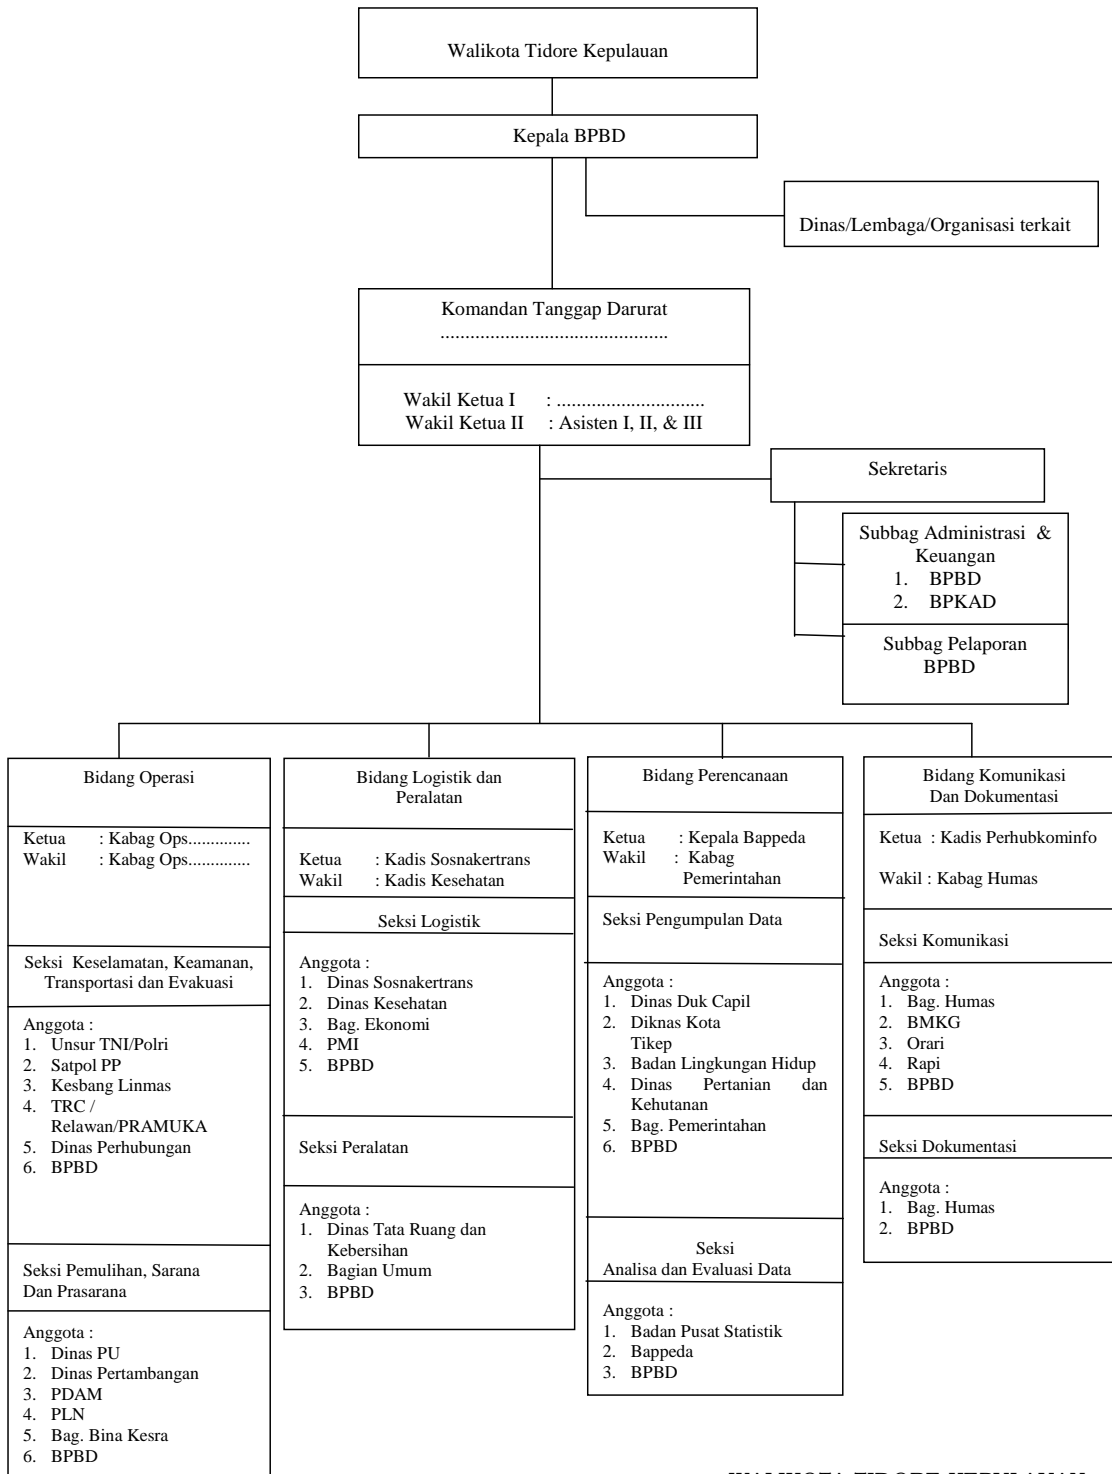 Walikota Tidore Kepulauan
Kepala BPBD
Dinas/Lembaga/Organisasi terkait
Komandan Tanggap Darurat
..............................................
Wakil Ketua I : ..............................
Wakil Ketua II : Asisten I, II, & III
Sekretaris
Subbag Administrasi &
Keuangan
1. BPBD
2. BPKAD
Subbag Pelaporan
BPBD
Bidang Operasi
Ketua : Kabag Ops.............
Wakil : Kabag Ops.............
Seksi Keselamatan, Keamanan,
Transportasi dan Evakuasi
Anggota :
1. Unsur TNI/Polri
2. Satpol PP
3. Kesbang Linmas
4. TRC /
Relawan/PRAMUKA
5. Dinas Perhubungan
6. BPBD
Seksi Pemulihan, Sarana
Dan Prasarana
Anggota :
1. Dinas PU
2. Dinas Pertambangan
3. PDAM
4. PLN
5. Bag. Bina Kesra
6. BPBD
Bidang Logistik dan
Peralatan
Ketua : Kadis Sosnakertrans
Wakil : Kadis Kesehatan
Seksi Logistik
Anggota :
1. Dinas Sosnakertrans
2. Dinas Kesehatan
3. Bag. Ekonomi
4. PMI
5. BPBD
Seksi Peralatan
Anggota :
1. Dinas Tata Ruang dan
Kebersihan
2. Bagian Umum
3. BPBD
Bidang Perencanaan
Ketua : Kepala Bappeda
Wakil : Kabag
Pemerintahan
Seksi Pengumpulan Data
Anggota :
1. Dinas Duk Capil
2. Diknas Kota
Tikep
3. Badan Lingkungan Hidup
4. Dinas Pertanian dan
Kehutanan
5. Bag. Pemerintahan
6. BPBD
Seksi
Analisa dan Evaluasi Data
Anggota :
1. Badan Pusat Statistik
2. Bappeda
3. BPBD
Bidang Komunikasi
Dan Dokumentasi
Ketua : Kadis Perhubkominfo
Wakil : Kabag Humas
Seksi Komunikasi
Anggota :
1. Bag. Humas
2. BMKG
3. Orari
4. Rapi
5. BPBD
Seksi Dokumentasi
Anggota :
1. Bag. Humas
2. BPBD
WALIKOTA TIDORE KEPULAUAN